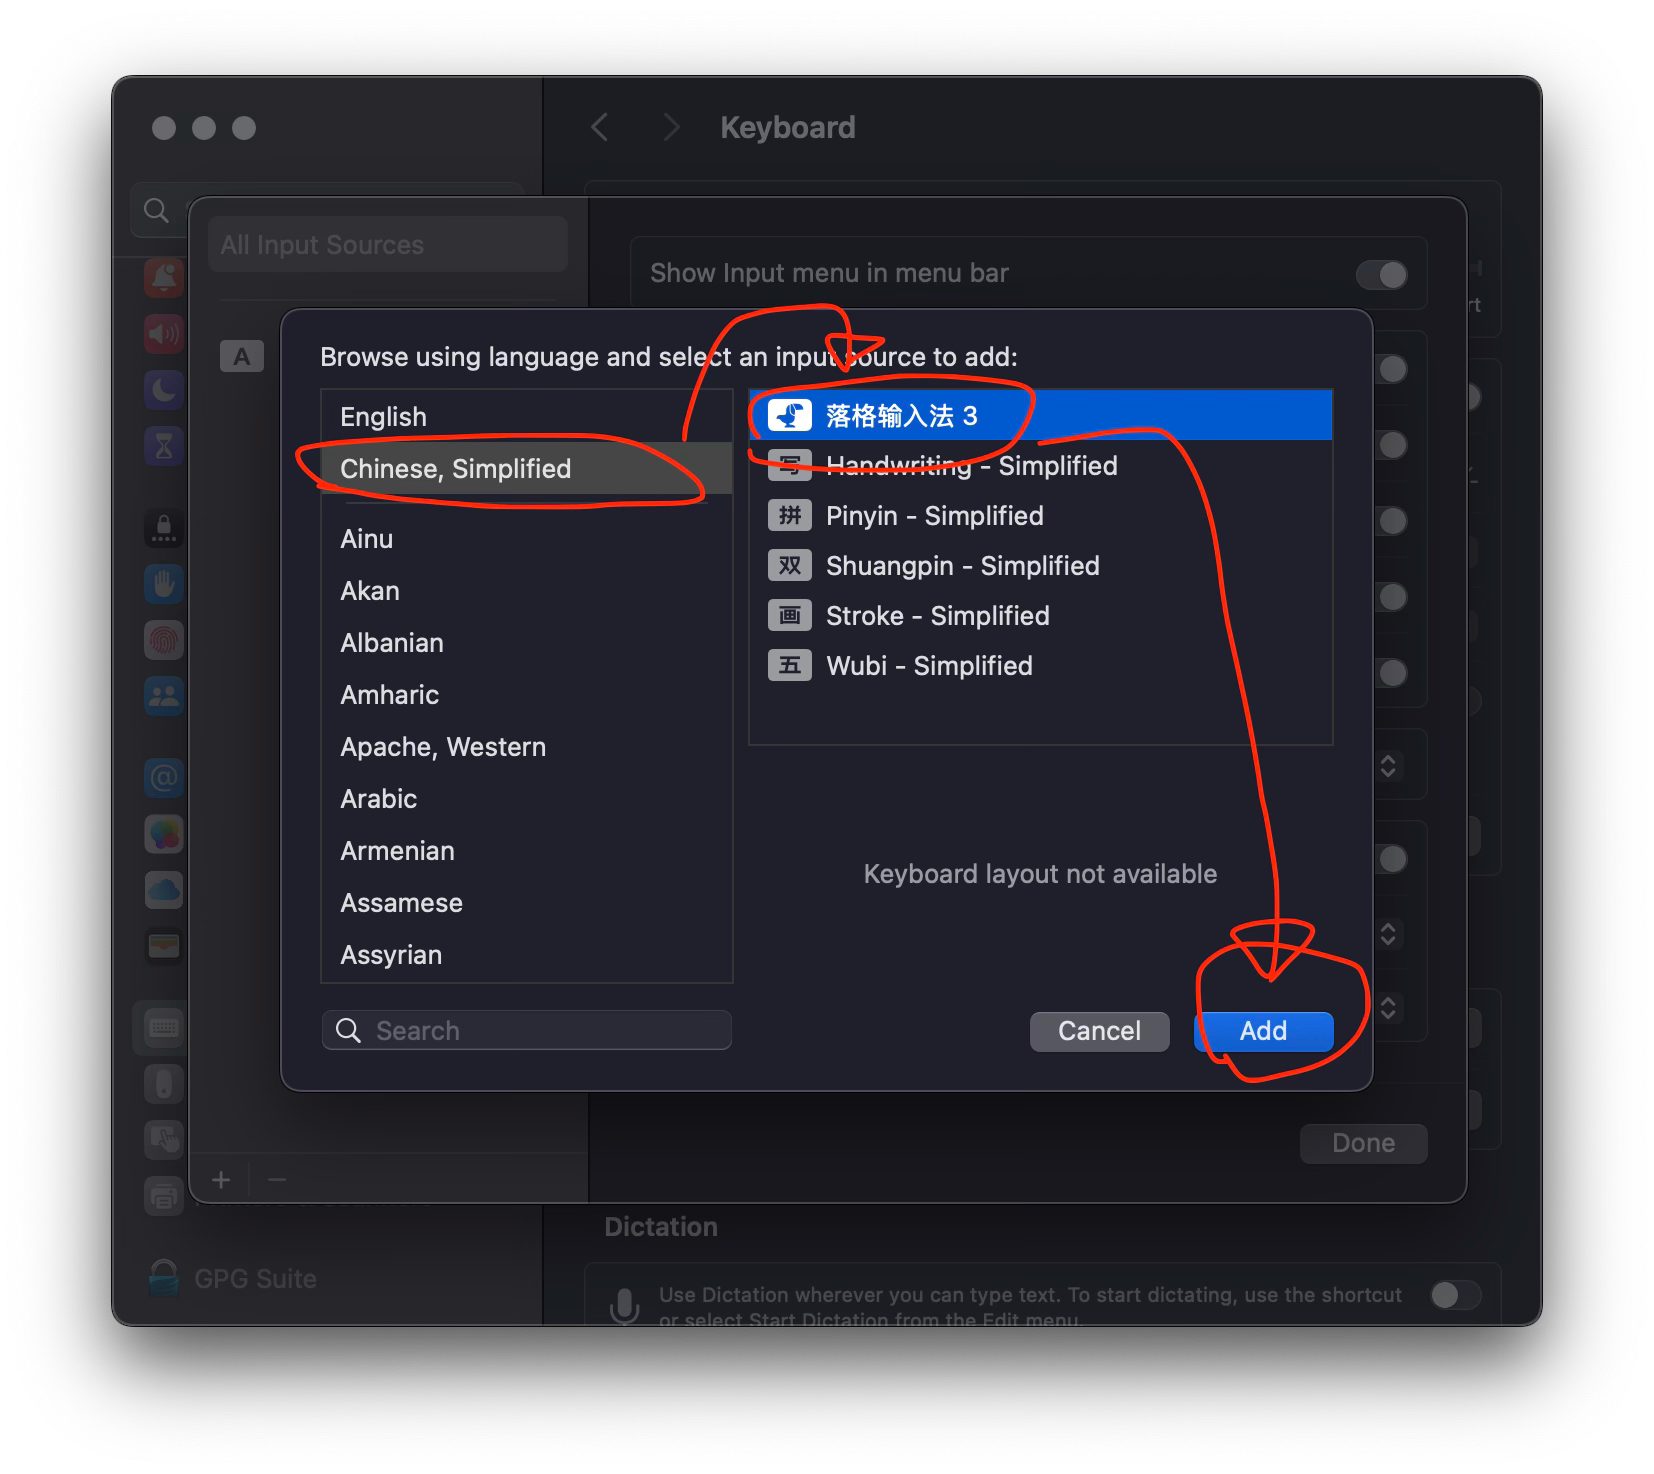 Keyboard
All Input Sources
Show Input menu in menu bar
rt
A
Browse using language and select an input source to add:
English
Chinese, Simplified
Ainu
Akan
Albanian
Amharic
Apache, Western
Arabic
Armenian
Assamese
Assyrian
Search
落格输入法 3
写 Handwriting - Simplified
拼 Pinyin - Simplified
双 Shuangpin - Simplified
画 Stroke - Simplified
五 Wubi - Simplified
Keyboard layout not available
Cancel
Add
Done
GPG Suite
Dictation
Use Dictation wherever you can type text. To start dictating, use the shortcut
or select Start Dictation from the Edit menu.